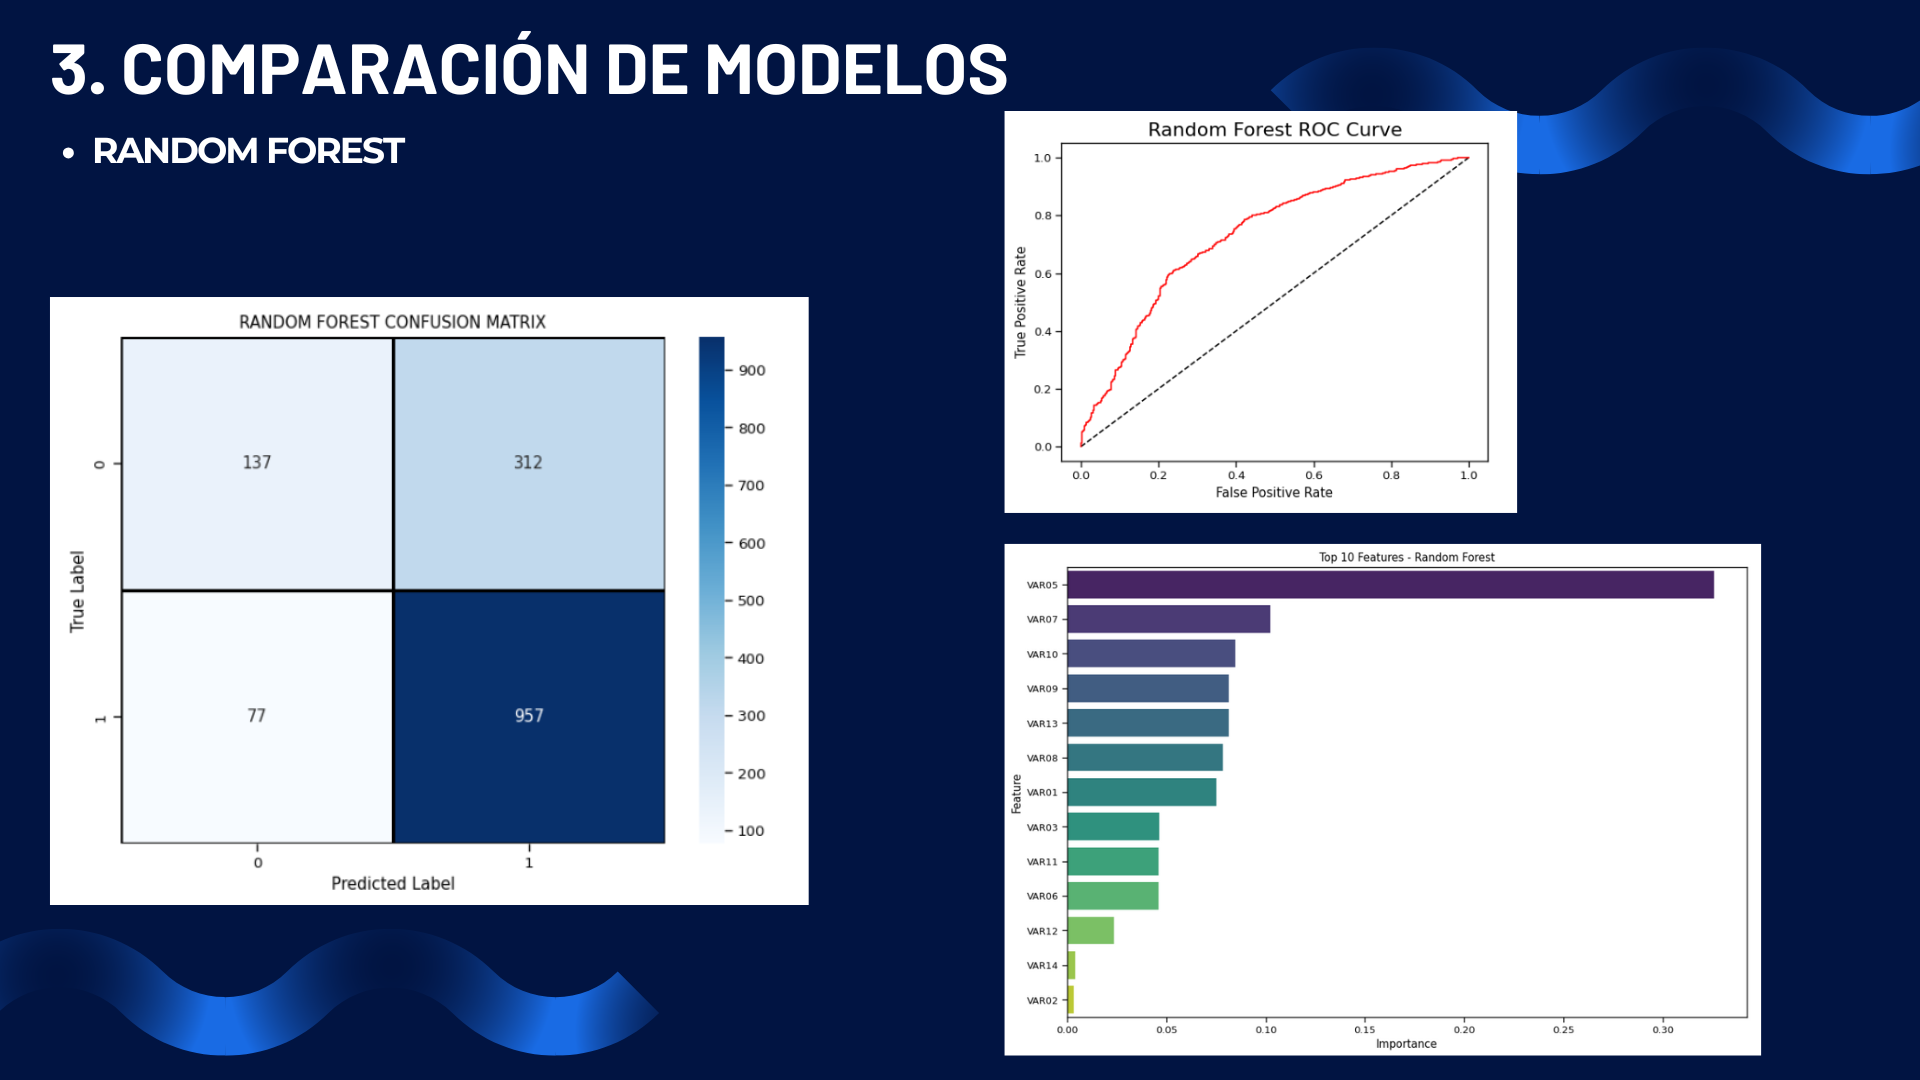 3. COMPARACIÓN DE MODELOS
• RANDOM FOREST
RANDOM FOREST CONFUSION MATRIX
137
312
77
957
0
1
True Label
0
1
Predicted Label
900
800
700
600
500
400
300
200
100
Random Forest ROC Curve
1.0
0.8
0.6
0.4
0.2
0.0
True Positive Rate
0.0 0.2 0.4 0.6 0.8 1.0
False Positive Rate
Top 10 Features - Random Forest
VAR05
VAR07
VAR10
VAR09
VAR13
VAR08
VAR01
VAR03
VAR11
VAR06
VAR12
VAR14
VAR02
Feature
0.00 0.05 0.10 0.15 0.20 0.25 0.30
Importance